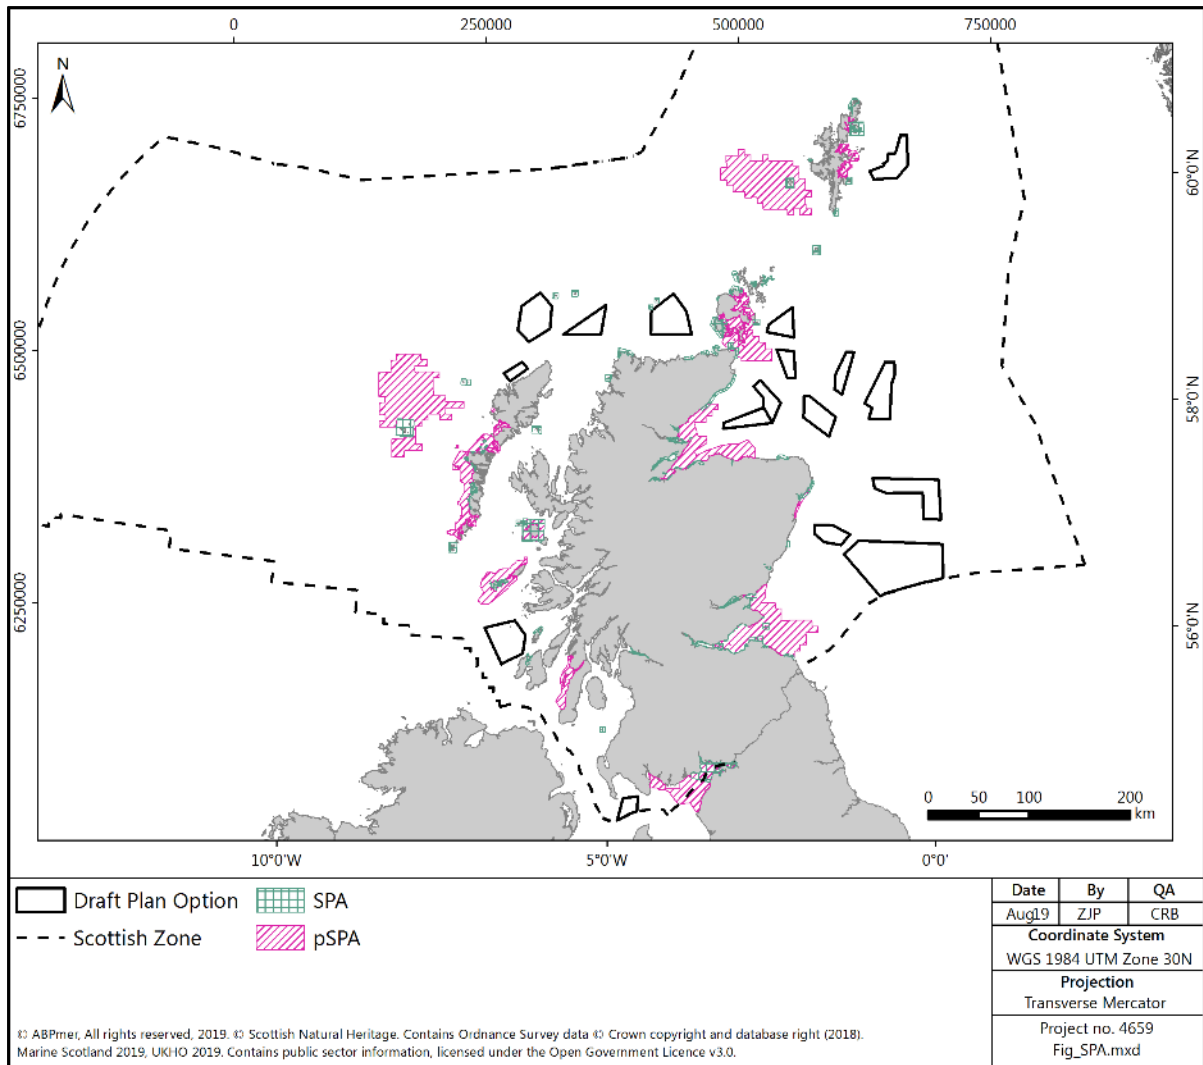 0 250000 500000 750000
N
6750000
6500000
6250000
60°0'N
58°0'N
56°0'N
0 50 100 200
km
10°0'W 5°0'W 0°0'
Draft Plan Option SPA
Scottish Zone pSPA
Date By QA
Aug19 ZJP CRB
Coordinate System
WGS 1984 UTM Zone 30N
Projection
Transverse Mercator
Project no. 4659
Fig_SPA.mxd
© ABPmer, All rights reserved, 2019. © Scottish Natural Heritage. Contains Ordnance Survey data © Crown copyright and database right (2018).
Marine Scotland 2019, UKHO 2019. Contains public sector information, licensed under the Open Government Licence v3.0.